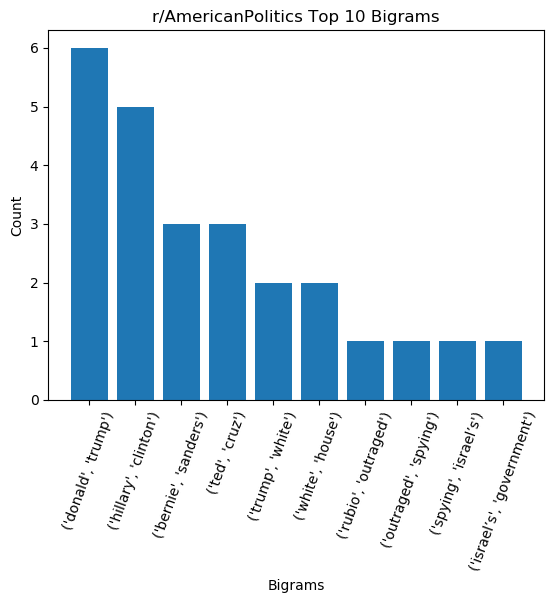 r/AmericanPolitics Top 10 Bigrams
6
5
4
3
2
1
0
Count
('donald', 'trump')
('hillary', 'clinton')
('bernie', 'sanders')
('ted', 'cruz')
('trump', 'white')
('white', 'house')
('rubio', 'outraged')
('outraged', 'spying')
('spying', 'israel's')
('israel's', 'government')
Bigrams